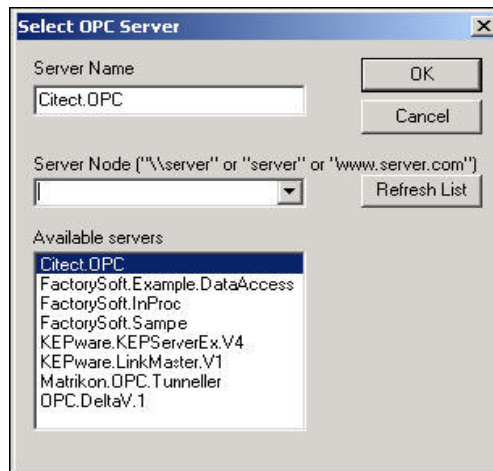 Select OPC Server
Server Name
OK
Citect.OPC
Cancel
Server Node ("\\server" or "server" or "www.server.com")
Refresh List
Available servers
Citect.OPC
FactorySoft.Example.DataAccess
FactorySoft.InProc
FactorySoft.Sampe
KEPware.KEPServerEx.V4
KEPware.LinkMaster.V1
Matrikon.OPC.Tunneller
OPC.DeltaV.1